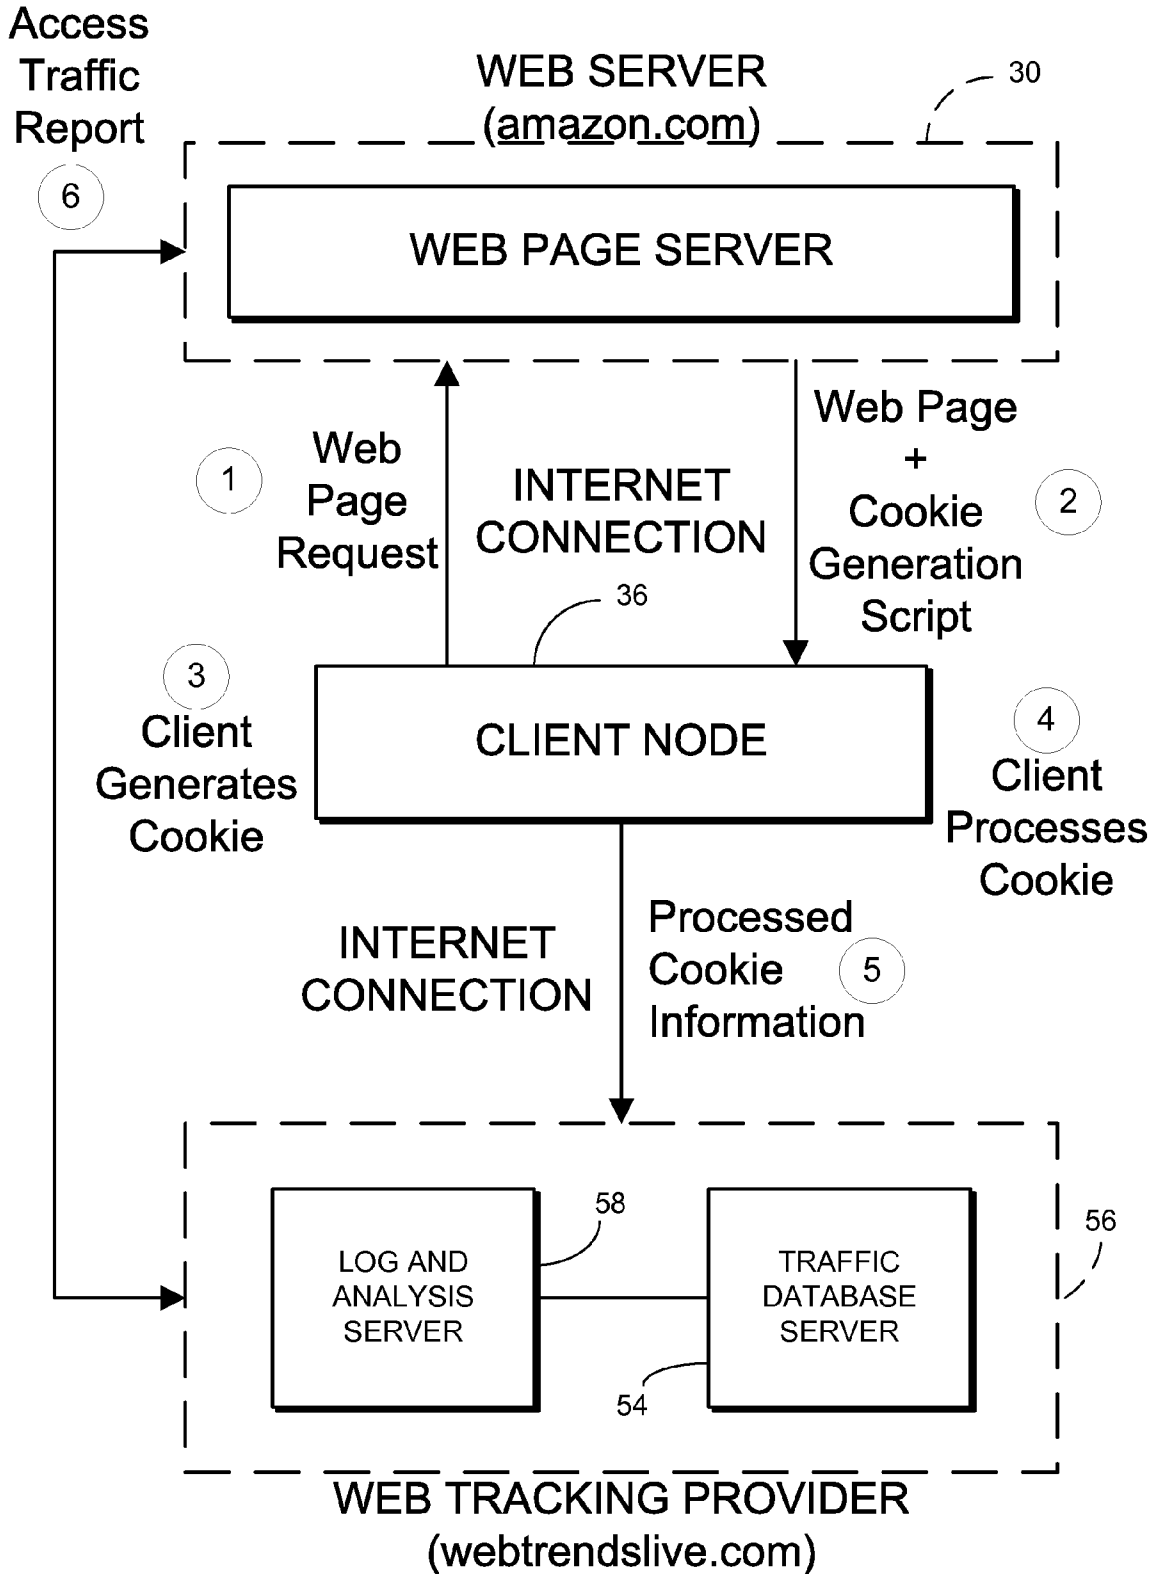 Access
Traffic
Report
6
WEB SERVER
(amazon.com)
30
WEB PAGE SERVER
1
Web
Page
Request
INTERNET
CONNECTION
Web Page
+
Cookie
Generation
Script
2
36
3
Client
Generates
Cookie
CLIENT NODE
4
Client
Processes
Cookie
INTERNET
CONNECTION
Processed
Cookie
Information
5
LOG AND
ANALYSIS
SERVER
58
TRAFFIC
DATABASE
SERVER
54
56
WEB TRACKING PROVIDER
(webtrendslive.com)